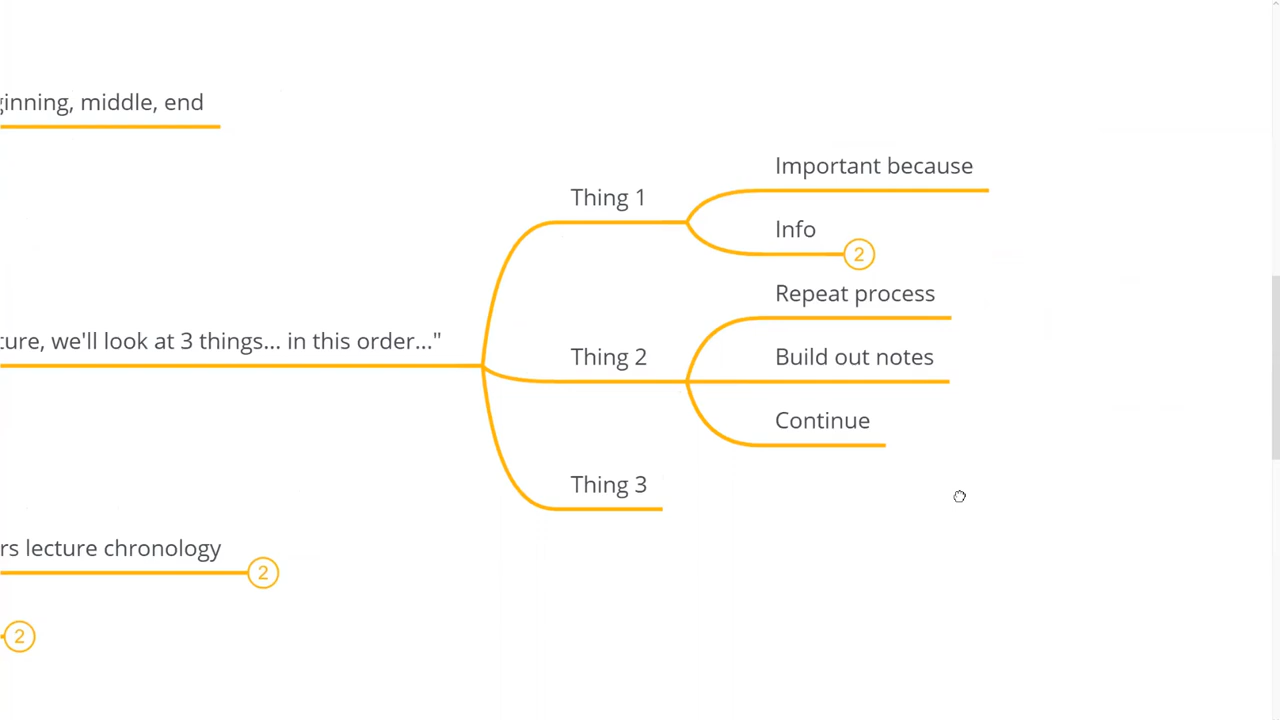 ginning, middle, end
Important because
Thing 1
Info
2
Repeat process
ture, we'll look at 3 things... in this order..."
Thing 2
Build out notes
Continue
Thing 3
rs lecture chronology
2
2